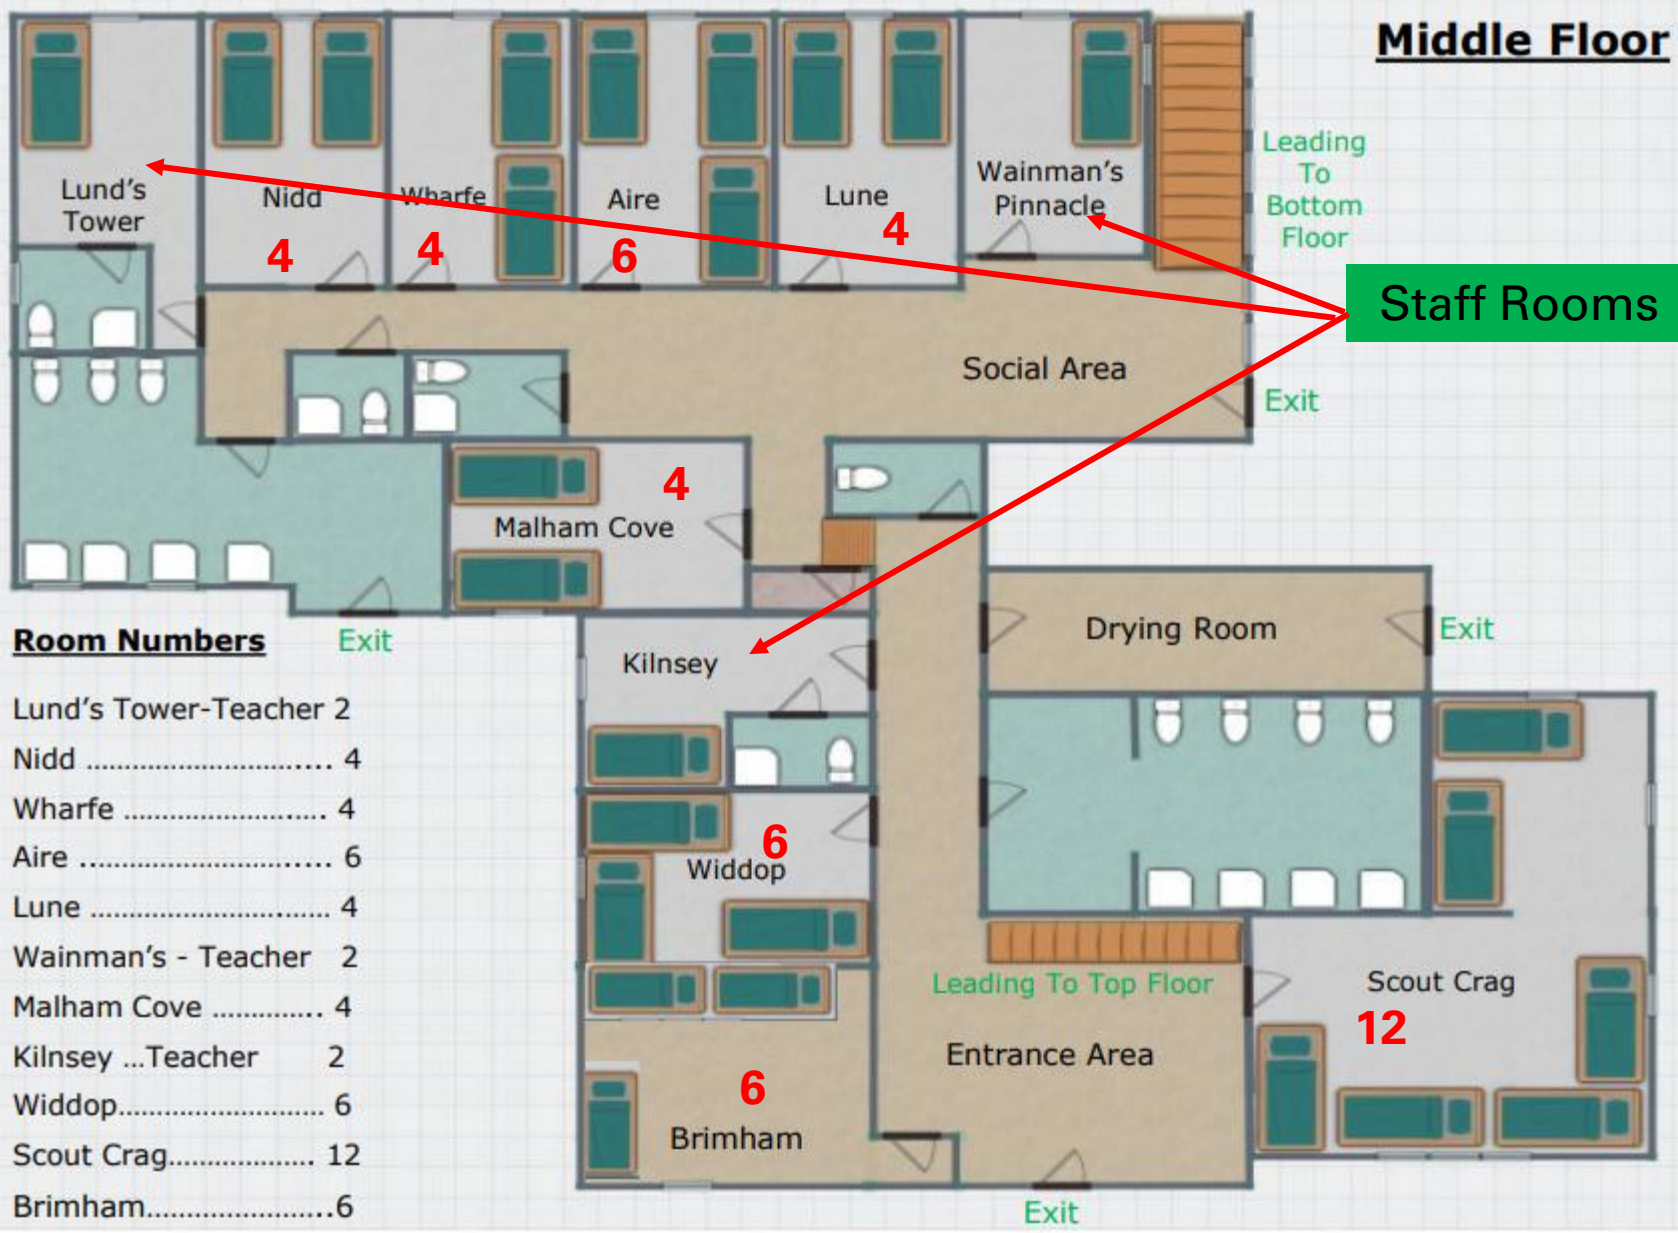 Middle Floor
Lund's
Tower
Nidd
4
Wharfe
4
Aire
6
Lune
4
Wainman's
Pinnacle
Leading
To
Bottom
Floor
Staff Rooms
Social Area
Exit
Malham Cove
4
Exit
Kilnsey
Drying Room
Exit
Widdop
6
Leading To Top Floor
Scout Crag
12
Entrance Area
Brimham
6
Exit
Room Numbers
Lund's Tower-Teacher 2
Nidd .............................. 4
Wharfe ......................... 4
Aire ............................... 6
Lune .............................. 4
Wainman's - Teacher 2
Malham Cove .............. 4
Kilnsey ...Teacher 2
Widdop.......................... 6
Scout Crag.................. 12
Brimham.......................6